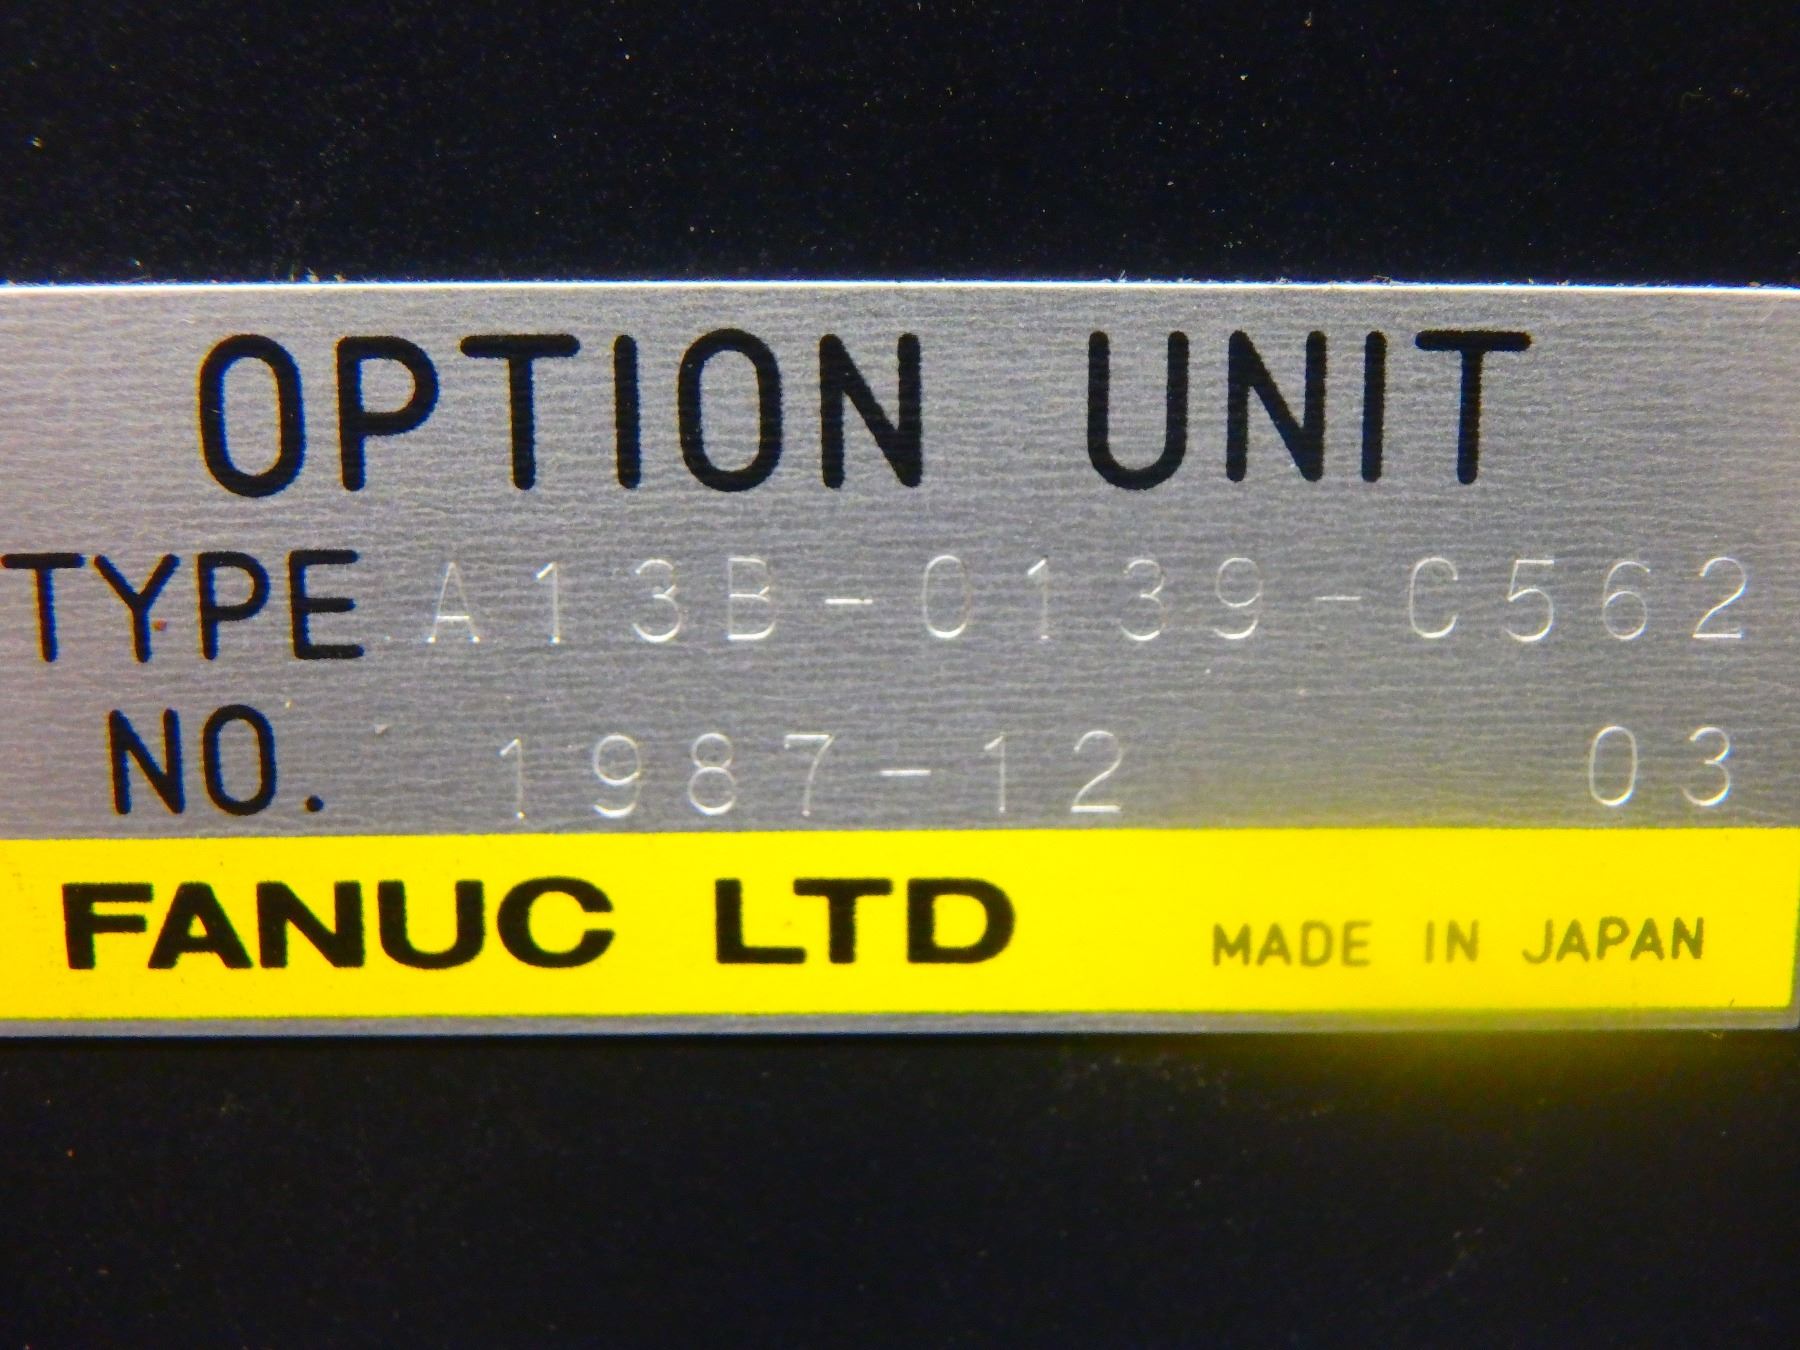 OPTION UNIT
TYPE A13B-0139-C562
NO. 1987-12 03
FANUC LTD MADE IN JAPAN